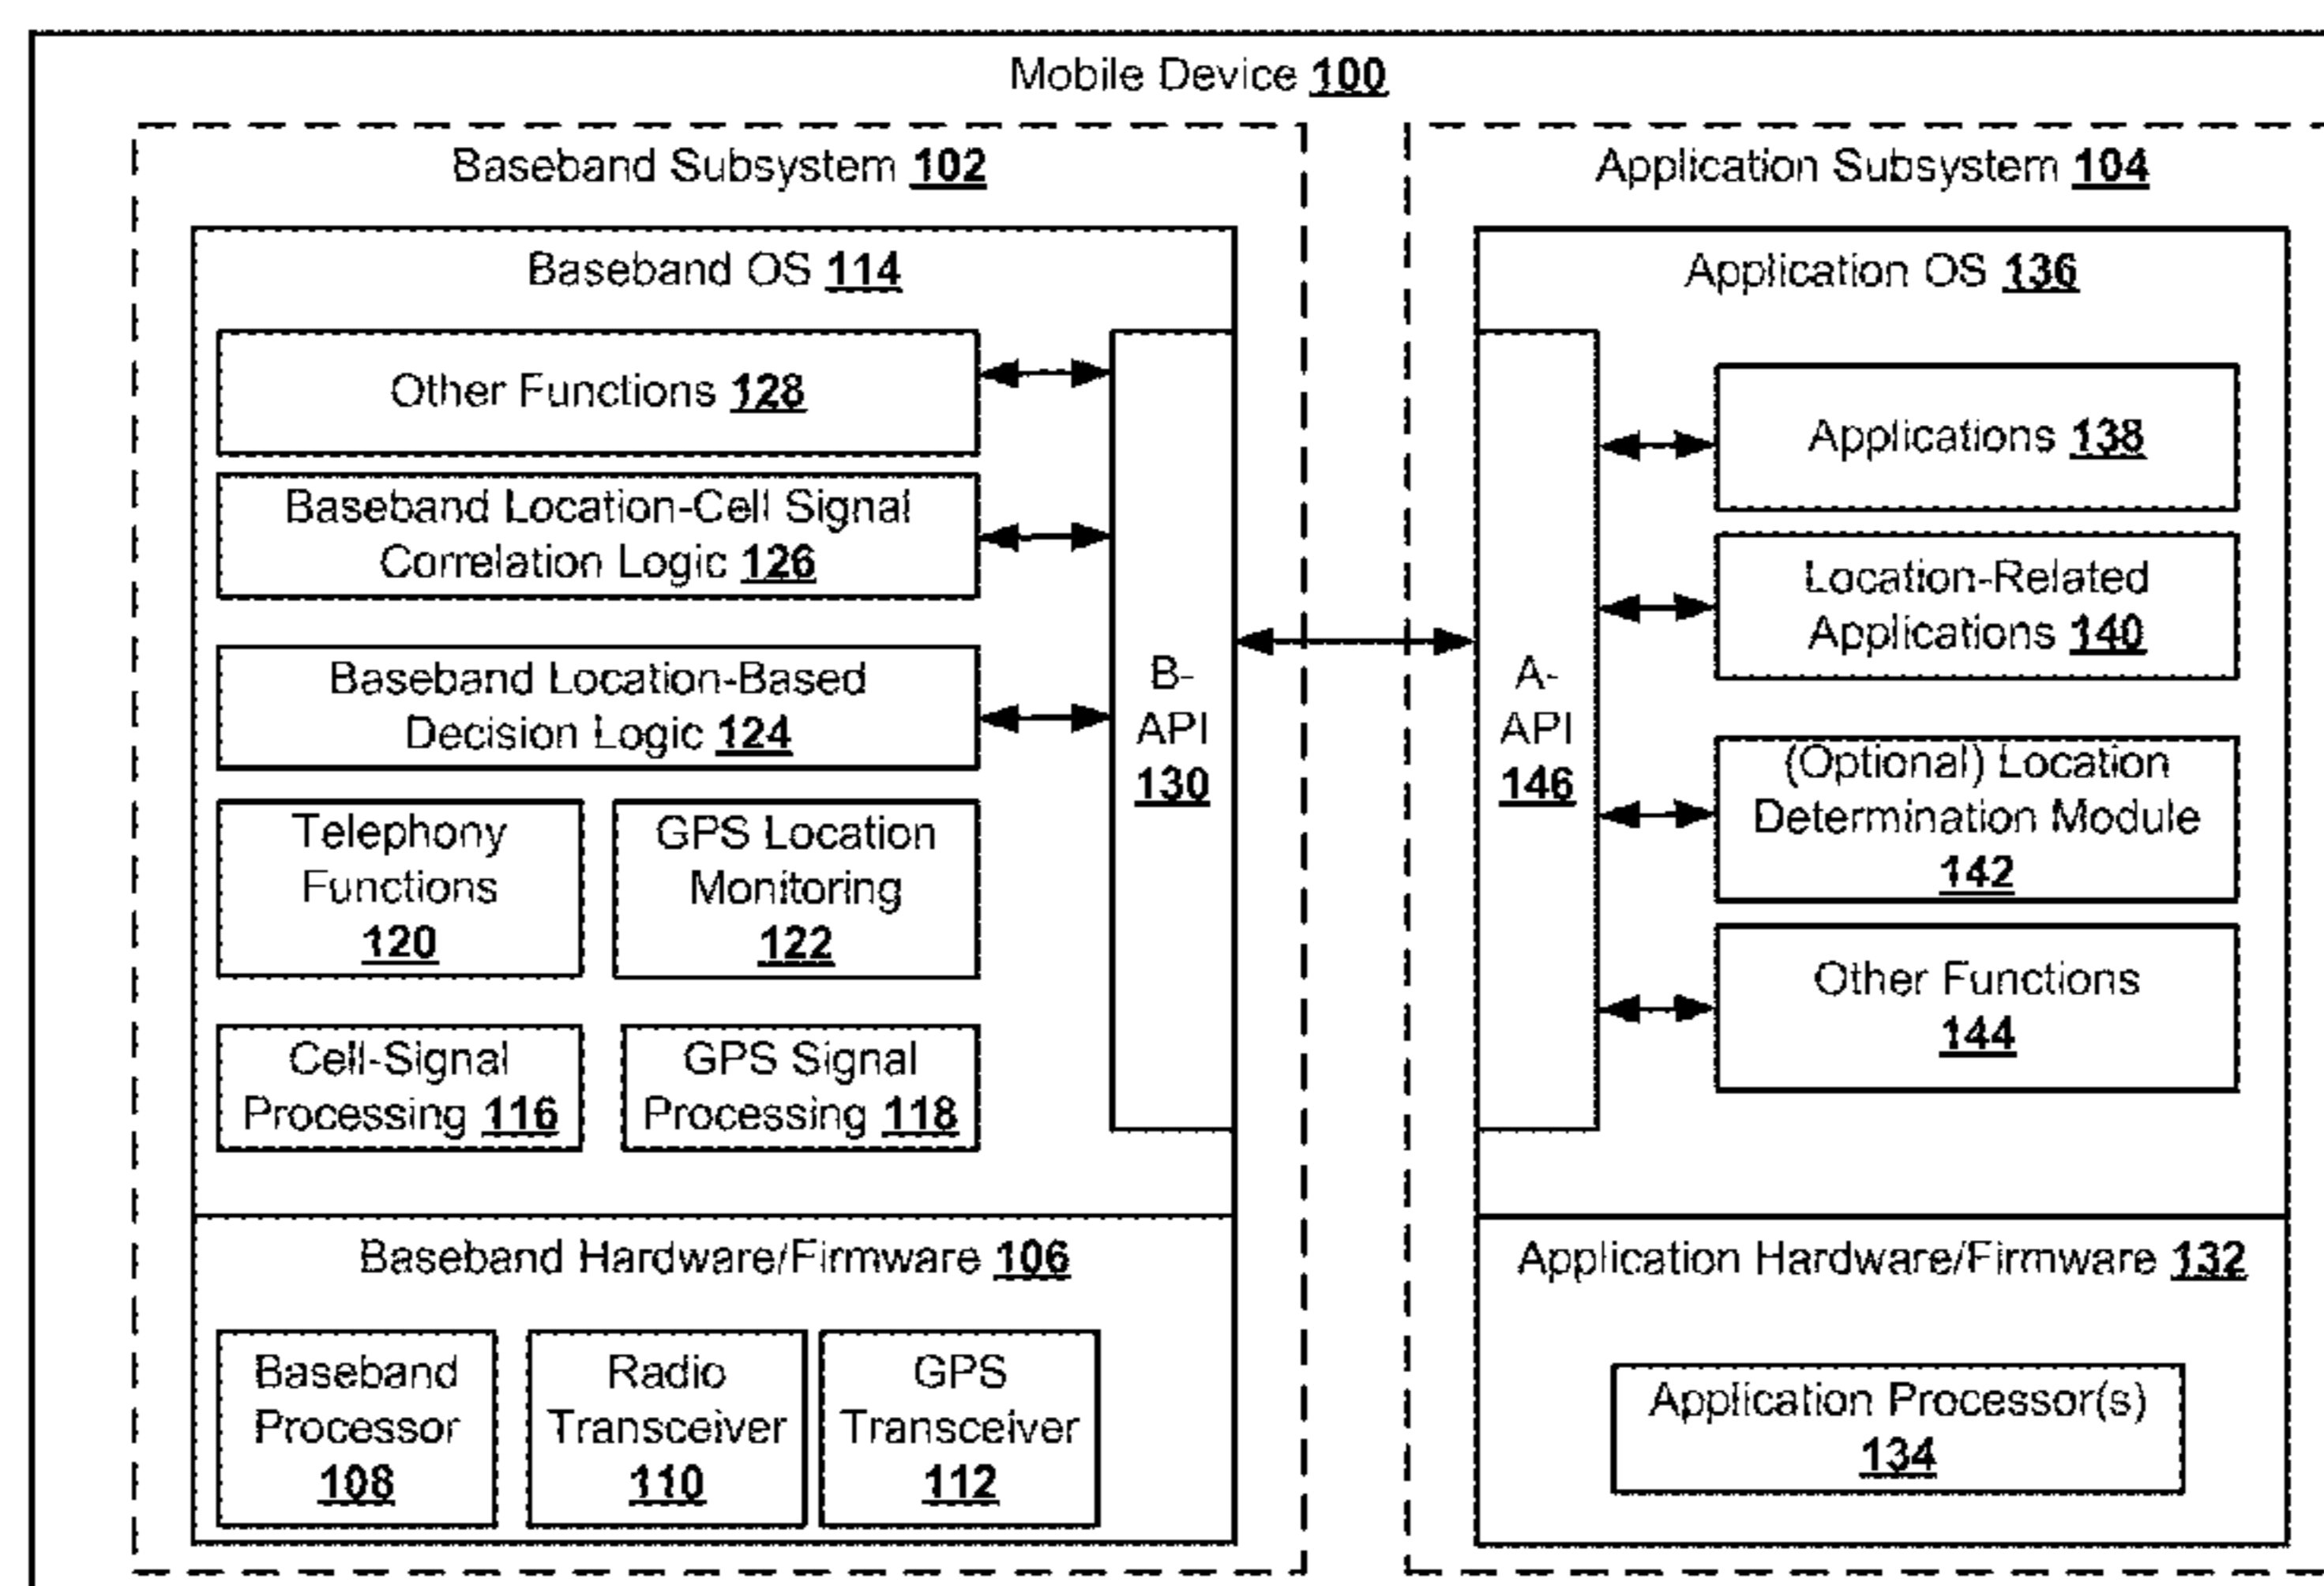 Mobile Device 100
Baseband Subsystem 102
Baseband OS 114
Other Functions 128
Baseband Location-Cell Signal
Correlation Logic 126
Baseband Location-Based
Decision Logic 124
Telephony
Functions
120
GPS Location
Monitoring
122
Cell-Signal
Processing 116
GPS Signal
Processing 118
B-
API
130
Baseband Hardware/Firmware 106
Baseband
Processor
108
Radio
Transceiver
110
GPS
Transceiver
112
Application Subsystem 104
Application OS 136
A-
API
146
Applications 138
Location-Related
Applications 140
(Optional) Location
Determination Module
142
Other Functions
144
Application Hardware/Firmware 132
Application Processor(s)
134